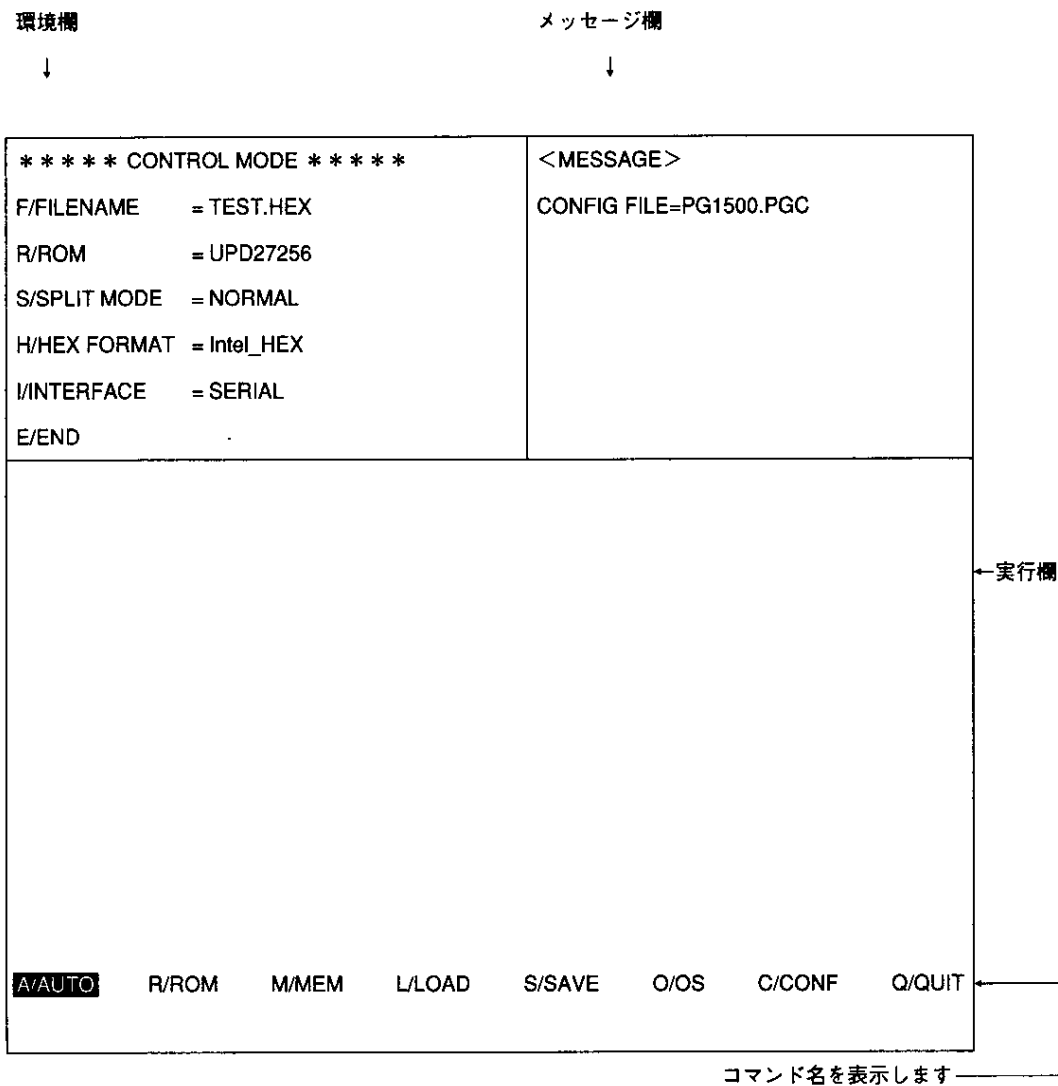 環境欄
メッセージ欄
↓
↓
＊＊＊＊＊ CONTROL MODE ＊＊＊＊＊
F/FILENAME = TEST.HEX
R/ROM = UPD27256
S/SPLIT MODE = NORMAL
H/HEX FORMAT = Intel_HEX
I/INTERFACE = SERIAL
E/END
＜MESSAGE＞
CONFIG FILE=PG1500.PGC
←実行欄
A/AUTO R/ROM M/MEM L/LOAD S/SAVE O/OS C/CONF Q/QUIT
コマンド名を表示します